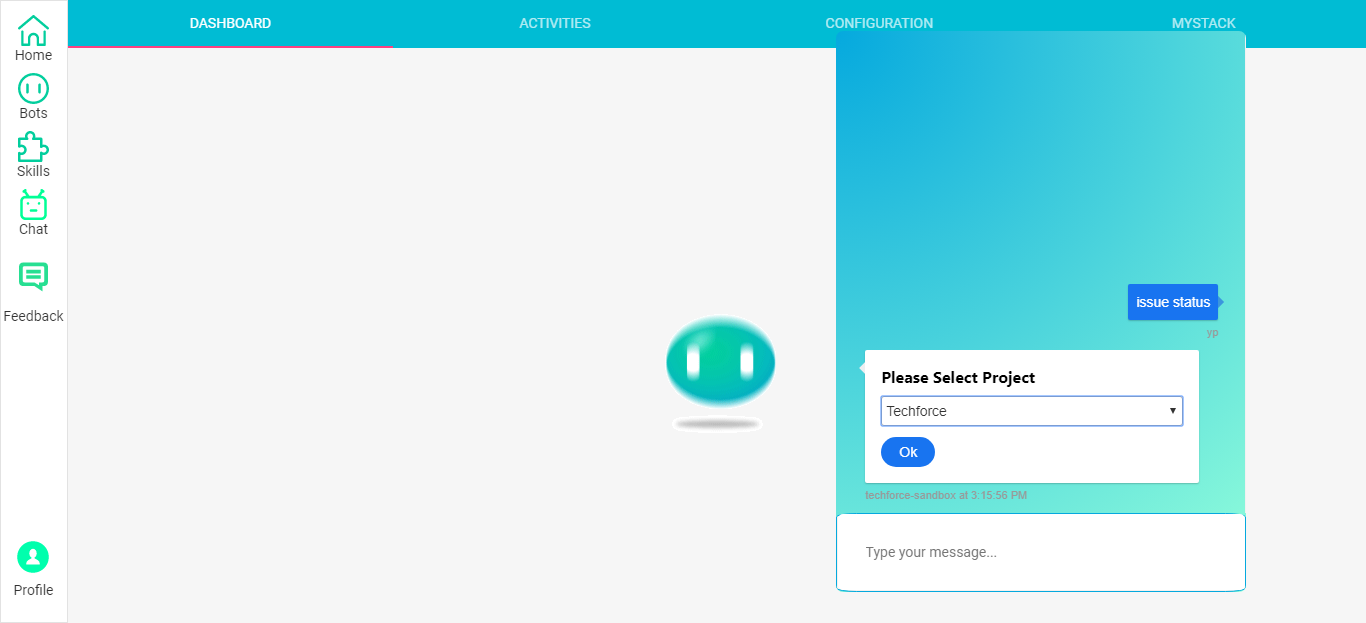 DASHBOARD
ACTIVITIES
CONFIGURATION
MYSTACK
Home
Bots
Skills
Chat
Feedback
Profile
issue status
yp
Please Select Project
Techforce
Ok
techforce-sandbox at 3:15:56 PM
Type your message...